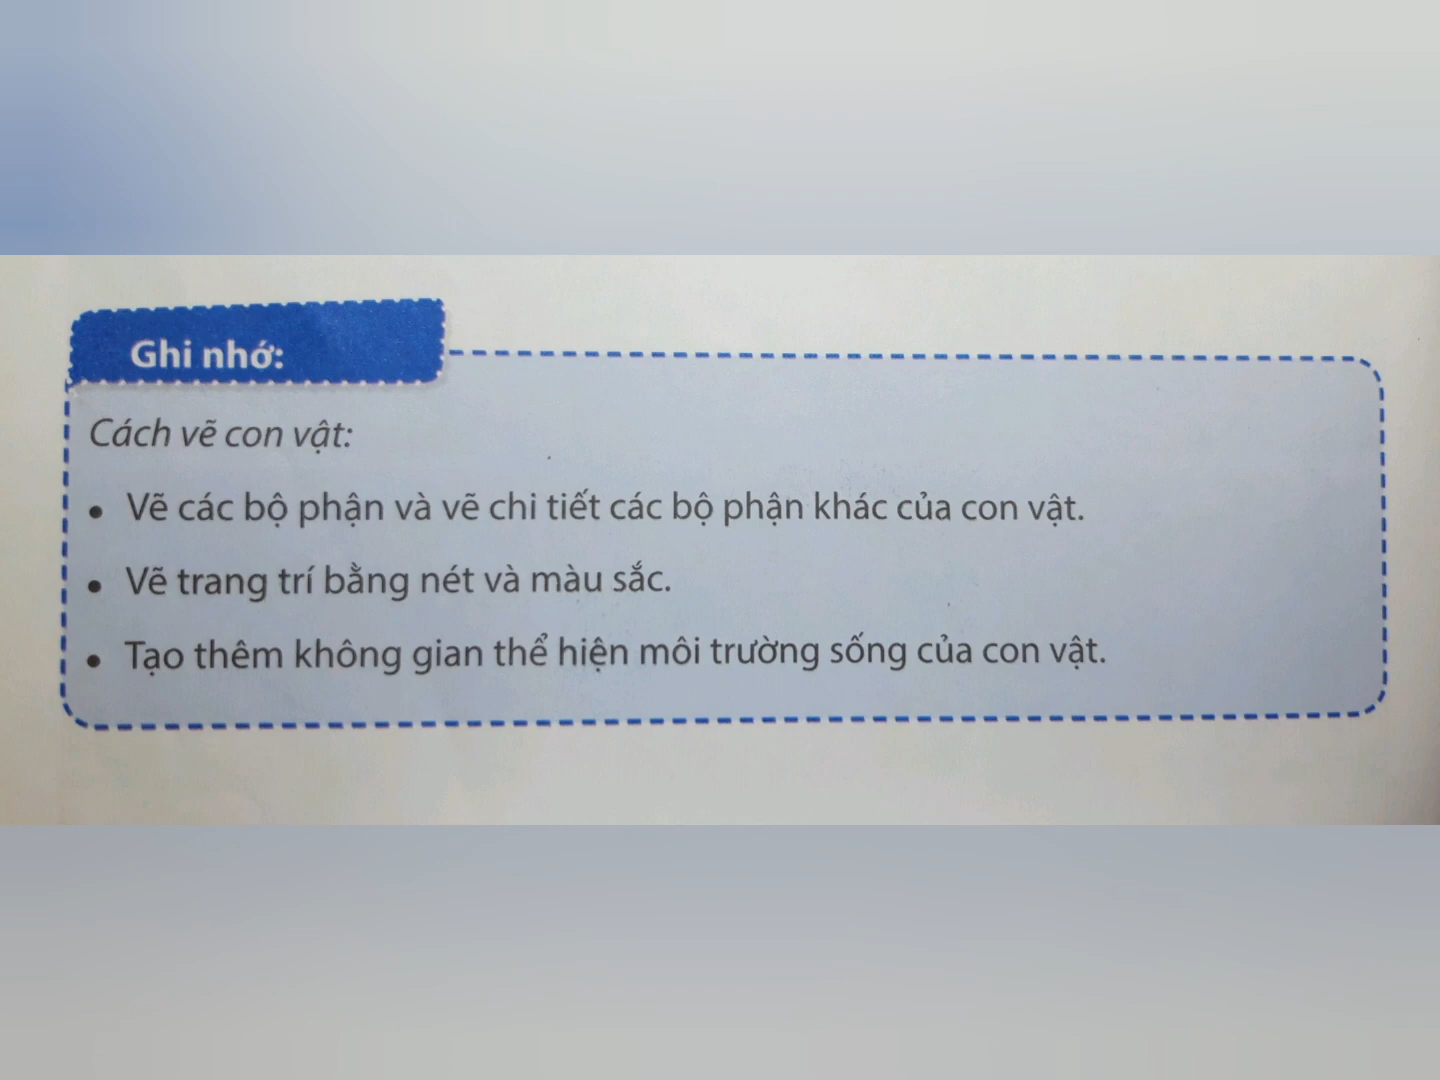 Ghi nhớ:
Cách vẽ con vật:
• Vẽ các bộ phận và vẽ chi tiết các bộ phận khác của con vật.
• Vẽ trang trí bằng nét và màu sắc.
• Tạo thêm không gian thể hiện môi trường sống của con vật.